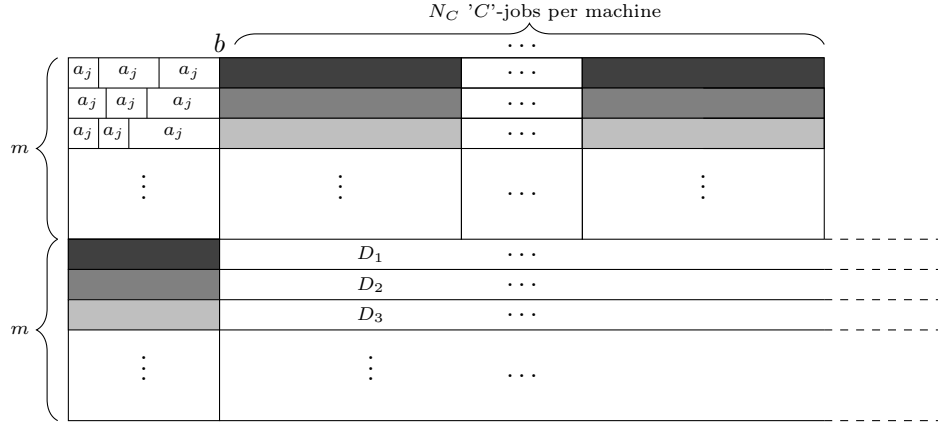 N_C 'C'-jobs per machine
b ...
a_j a_j a_j ...
a_j a_j a_j ...
a_j a_j a_j ...
m
⋮ ⋮ ... ⋮
D_1 ...
D_2 ...
D_3 ...
m
⋮ ⋮ ...